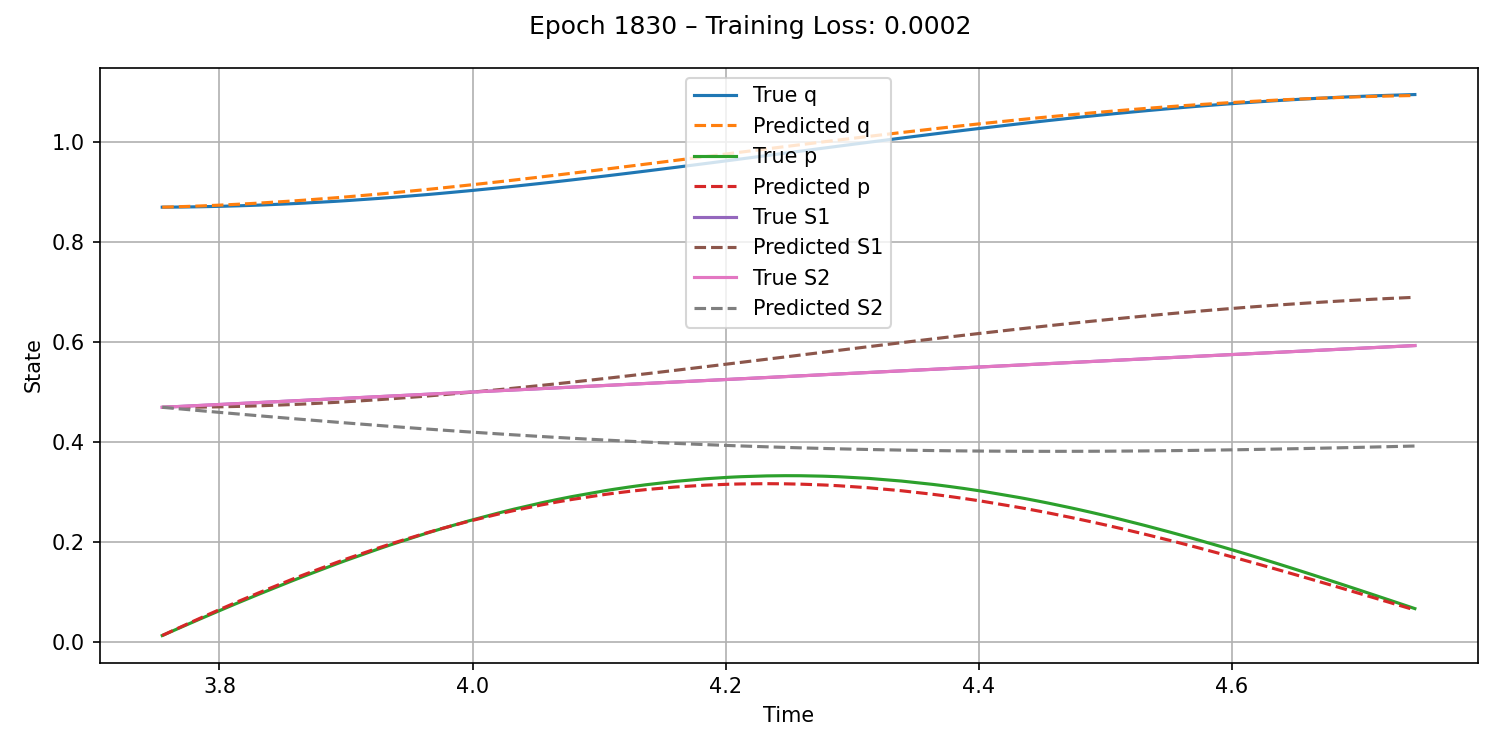 Epoch 1830 – Training Loss: 0.0002
True q
Predicted q
True p
Predicted p
True S1
Predicted S1
True S2
Predicted S2
State
1.0
0.8
0.6
0.4
0.2
0.0
3.8
4.0
4.2
4.4
4.6
Time